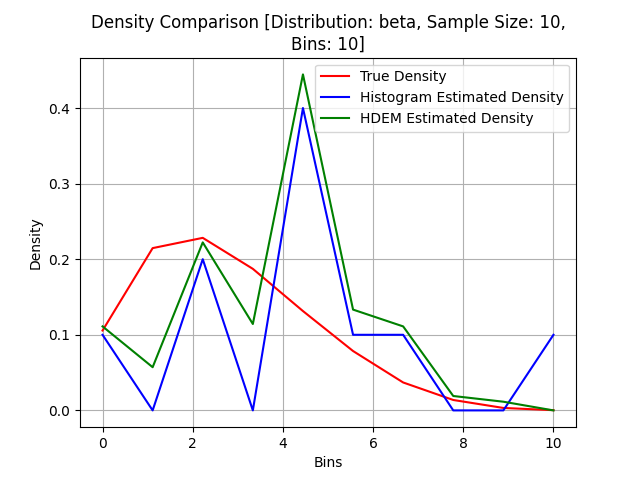 Density Comparison [Distribution: beta, Sample Size: 10,
Bins: 10]
True Density
Histogram Estimated Density
HDEM Estimated Density
Density
0.4
0.3
0.2
0.1
0.0
0 2 4 6 8 10
Bins